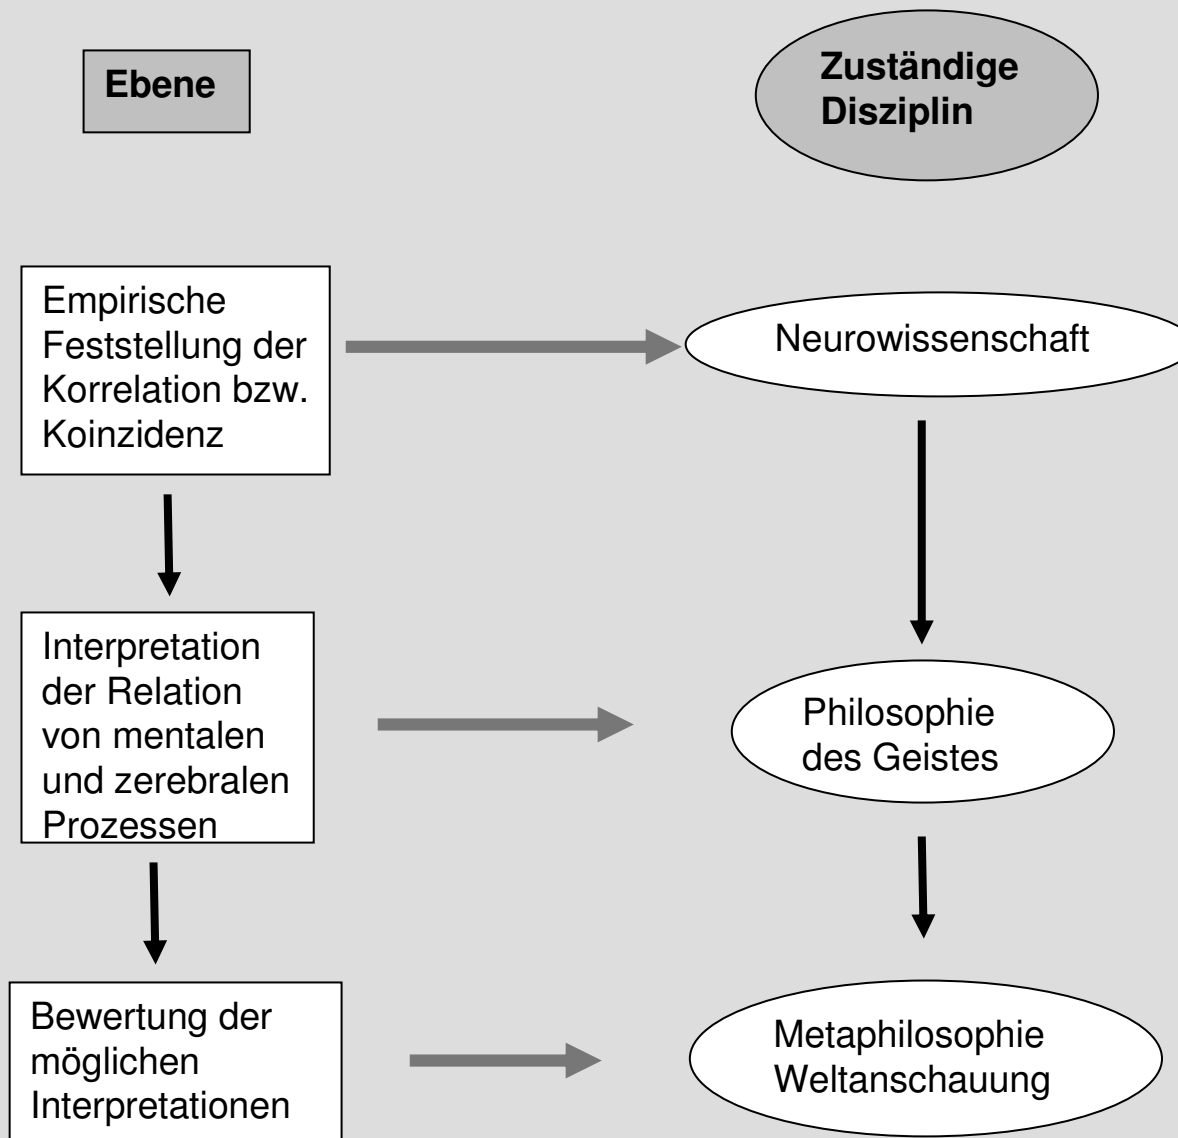 Ebene
Zuständige
Disziplin
Empirische
Feststellung der
Korrelation bzw.
Koinzidenz
Neurowissenschaft
Interpretation
der Relation
von mentalen
und zerebralen
Prozessen
Philosophie
des Geistes
Bewertung der
möglichen
Interpretationen
Metaphilosophie
Weltanschauung